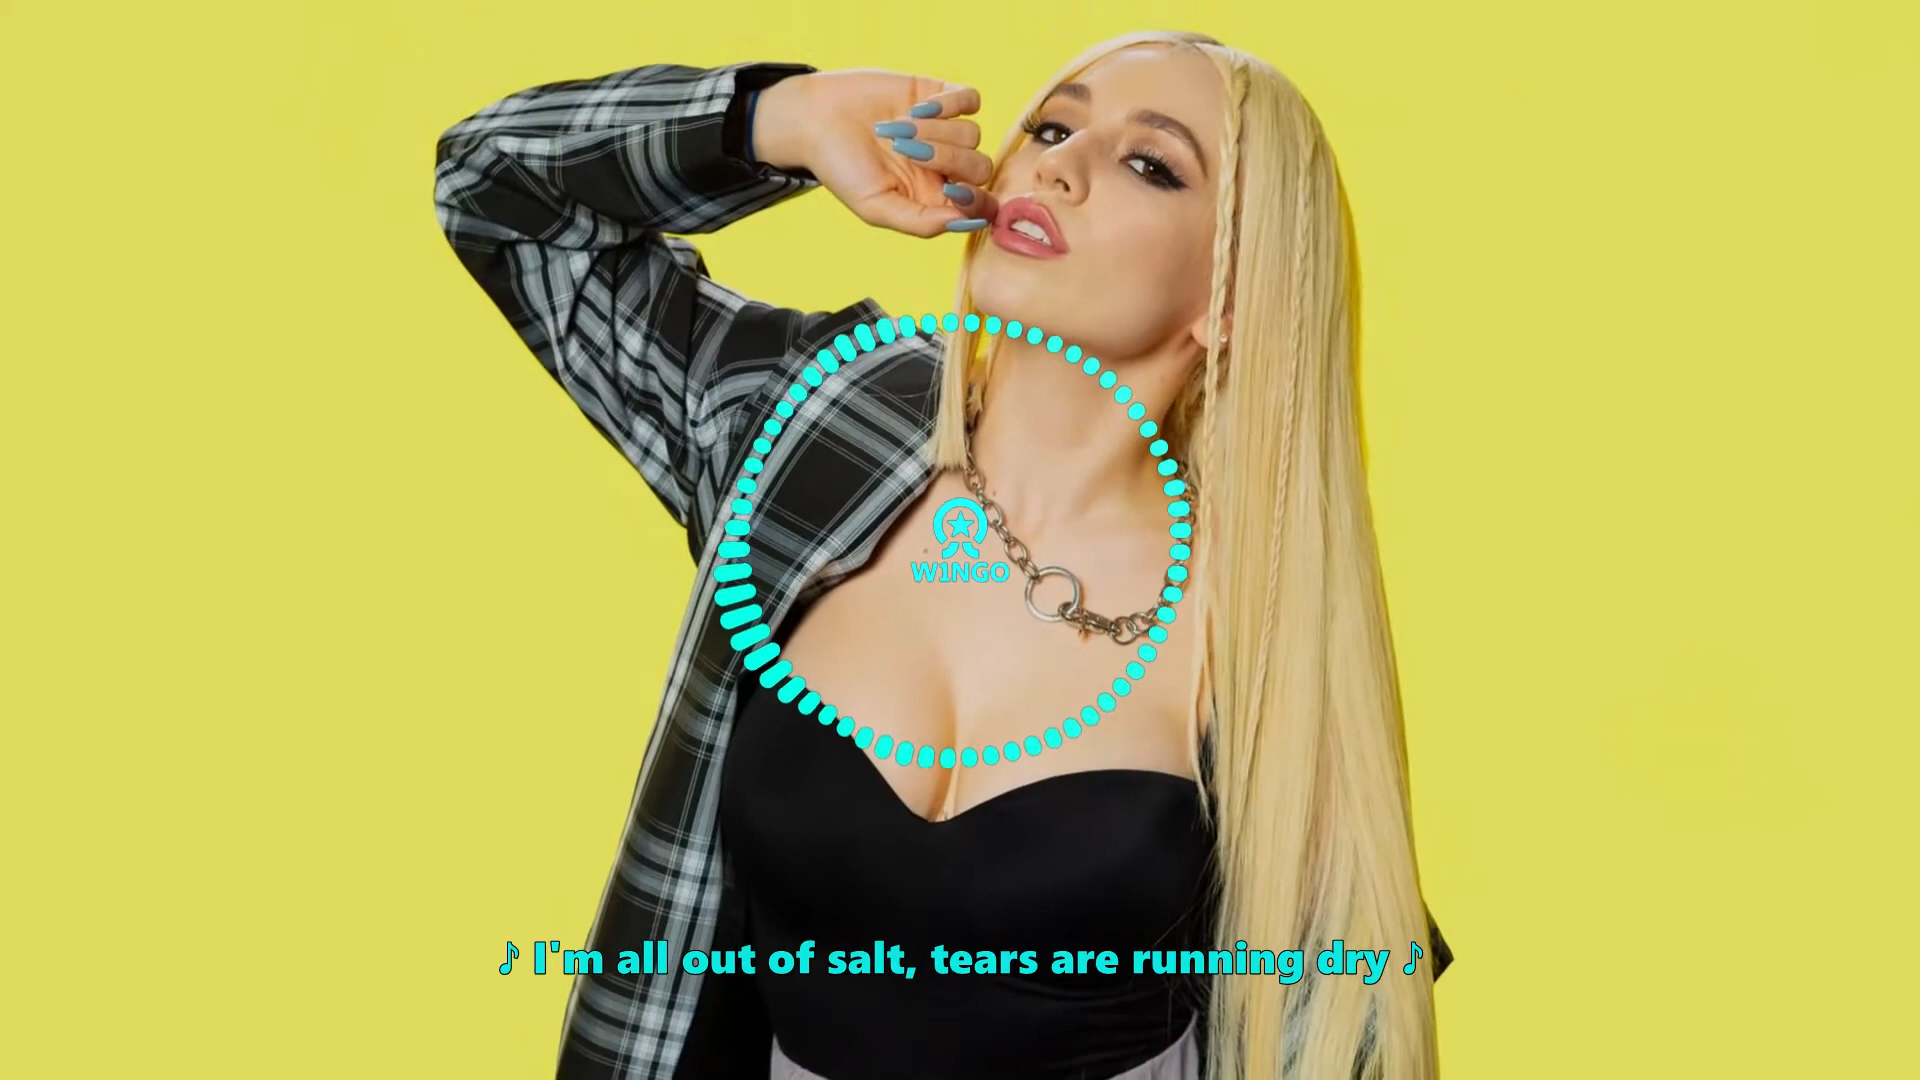 W1NGO
♪ I'm all out of salt, tears are running dry ♪